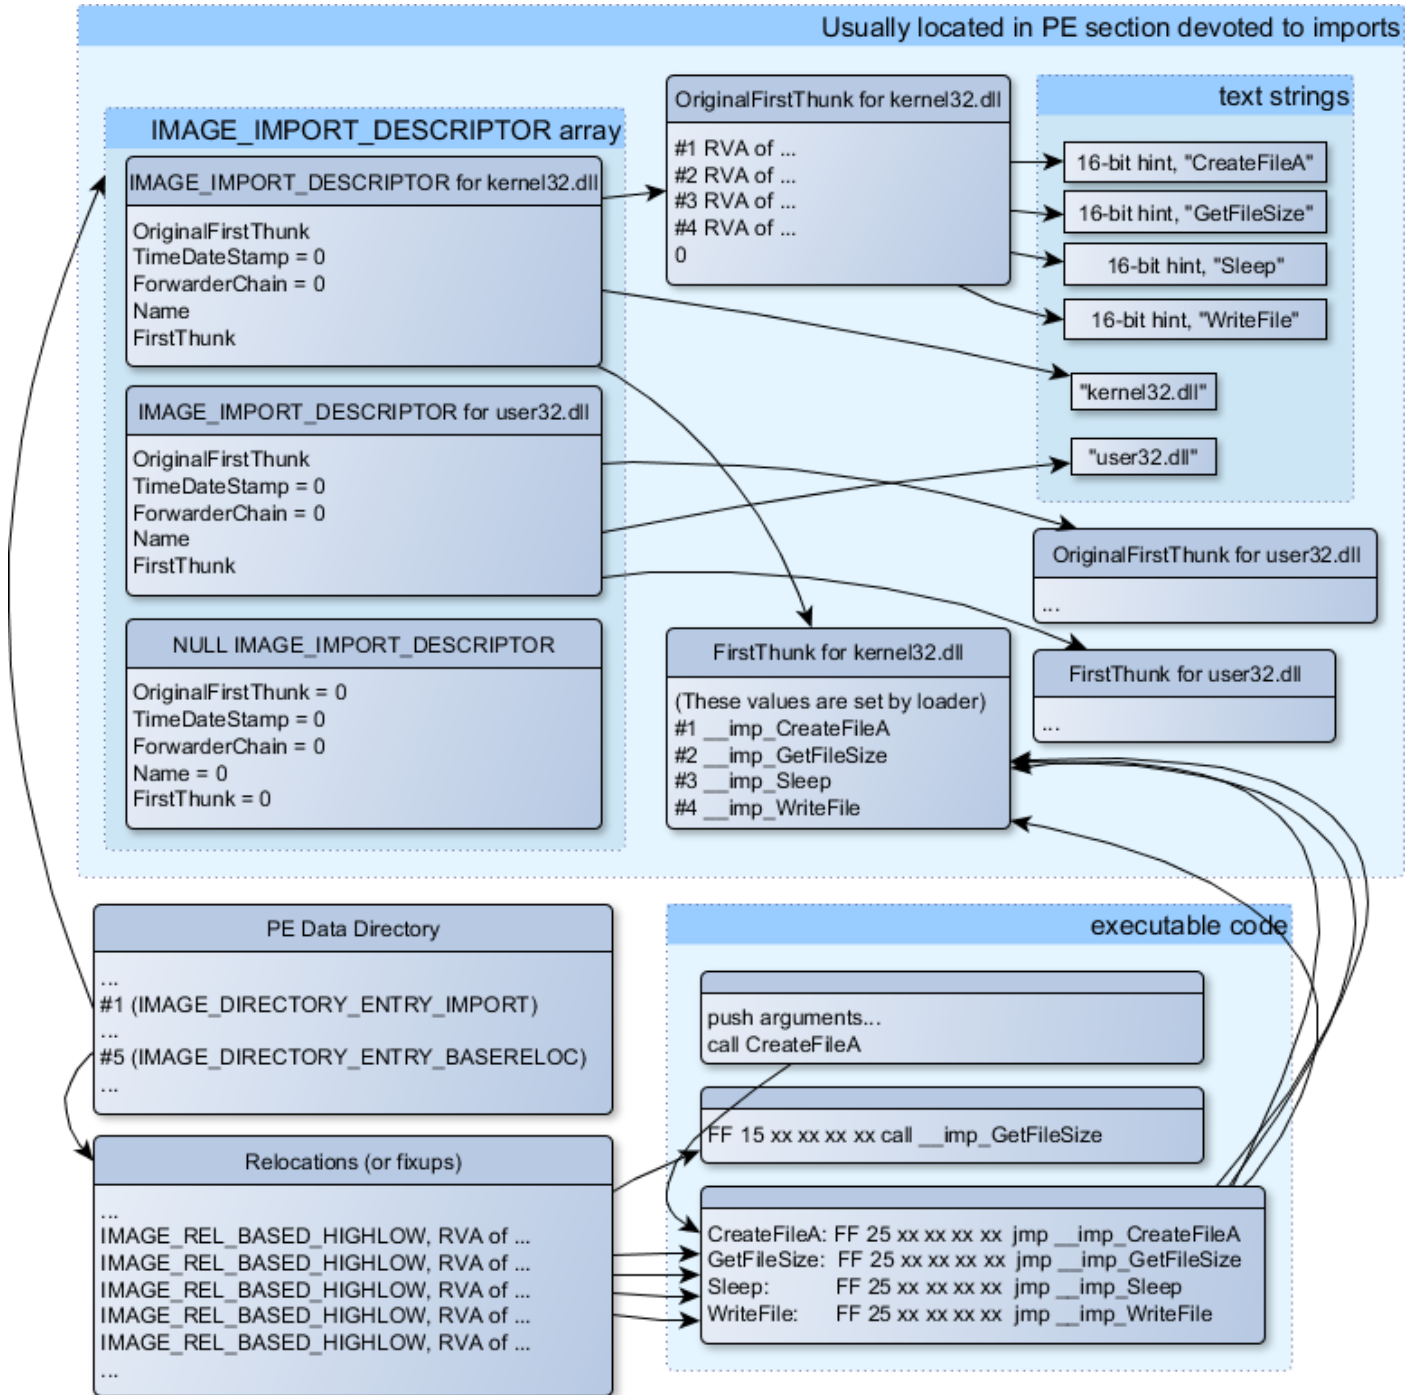 Usually located in PE section devoted to imports
IMAGE_IMPORT_DESCRIPTOR array
IMAGE_IMPORT_DESCRIPTOR for kernel32.dll
OriginalFirstThunk
TimeDateStamp = 0
ForwarderChain = 0
Name
FirstThunk
IMAGE_IMPORT_DESCRIPTOR for user32.dll
OriginalFirstThunk
TimeDateStamp = 0
ForwarderChain = 0
Name
FirstThunk
NULL IMAGE_IMPORT_DESCRIPTOR
OriginalFirstThunk = 0
TimeDateStamp = 0
ForwarderChain = 0
Name = 0
FirstThunk = 0
OriginalFirstThunk for kernel32.dll
#1 RVA of ...
#2 RVA of ...
#3 RVA of ...
#4 RVA of ...
0
text strings
16-bit hint, "CreateFileA"
16-bit hint, "GetFileSize"
16-bit hint, "Sleep"
16-bit hint, "WriteFile"
"kernel32.dll"
"user32.dll"
OriginalFirstThunk for user32.dll
...
FirstThunk for kernel32.dll
(These values are set by loader)
#1 __imp_CreateFileA
#2 __imp_GetFileSize
#3 __imp_Sleep
#4 __imp_WriteFile
FirstThunk for user32.dll
...
PE Data Directory
...
#1 (IMAGE_DIRECTORY_ENTRY_IMPORT)
...
#5 (IMAGE_DIRECTORY_ENTRY_BASERELOC)
...
Relocations (or fixups)
...
IMAGE_REL_BASED_HIGHLOW, RVA of ...
IMAGE_REL_BASED_HIGHLOW, RVA of ...
IMAGE_REL_BASED_HIGHLOW, RVA of ...
IMAGE_REL_BASED_HIGHLOW, RVA of ...
IMAGE_REL_BASED_HIGHLOW, RVA of ...
...
executable code
push arguments...
call CreateFileA
FF 15 xx xx xx xx call __imp_GetFileSize
CreateFileA: FF 25 xx xx xx xx jmp __imp_CreateFileA
GetFileSize: FF 25 xx xx xx xx jmp __imp_GetFileSize
Sleep: FF 25 xx xx xx xx jmp __imp_Sleep
WriteFile: FF 25 xx xx xx xx jmp __imp_WriteFile